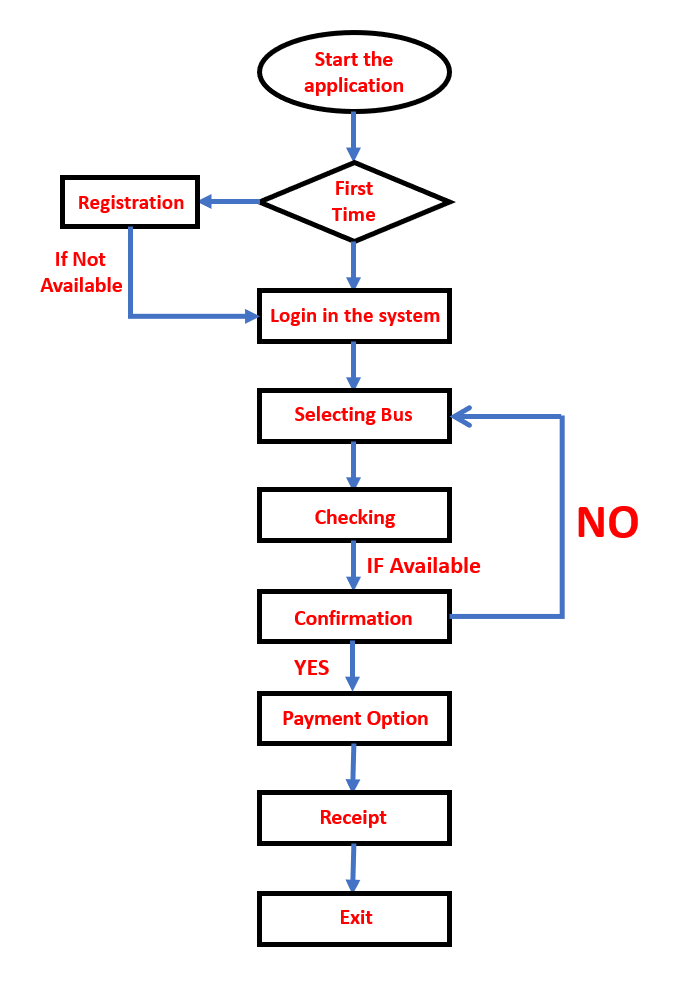 Start the
application
First
Time
Registration
If Not
Available
Login in the system
Selecting Bus
Checking
NO
IF Available
Confirmation
YES
Payment Option
Receipt
Exit